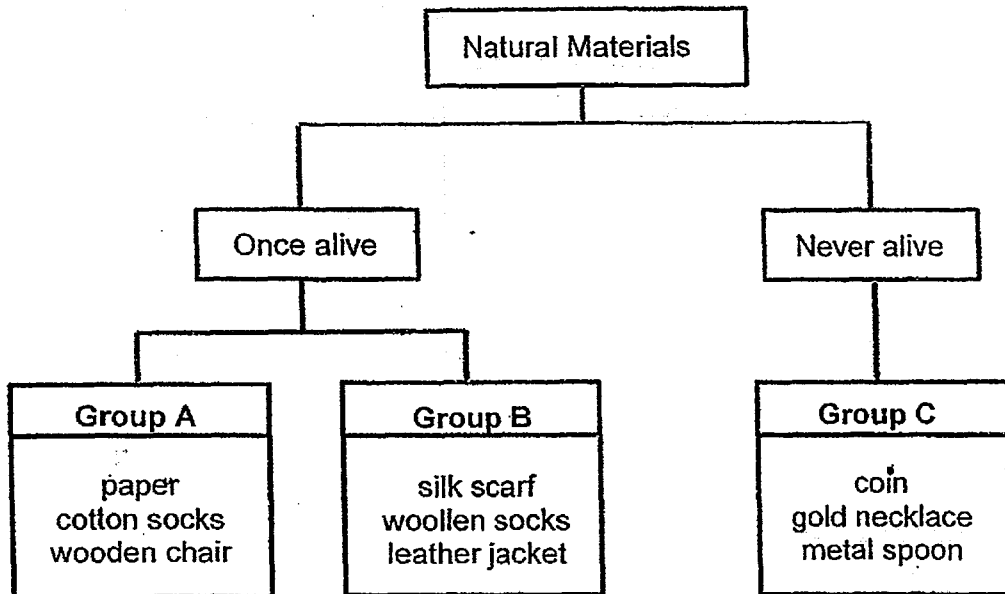 Natural Materials
Once alive
Never alive
Group A
paper
cotton socks
wooden chair
Group B
silk scarf
woollen socks
leather jacket
Group C
coin
gold necklace
metal spoon